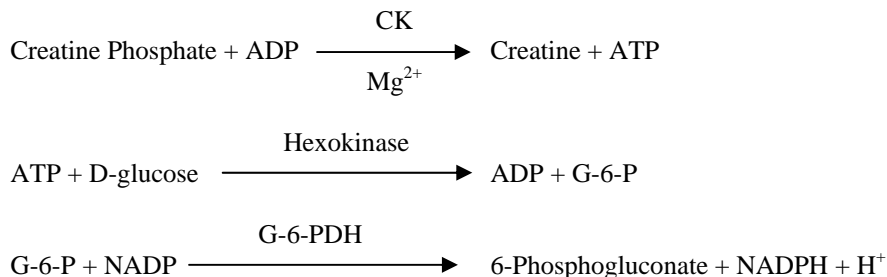 CK
Creatine Phosphate + ADP Creatine + ATP
Mg²⁺
Hexokinase
ATP + D-glucose ADP + G-6-P
G-6-PDH
G-6-P + NADP 6-Phosphogluconate + NADPH + H⁺